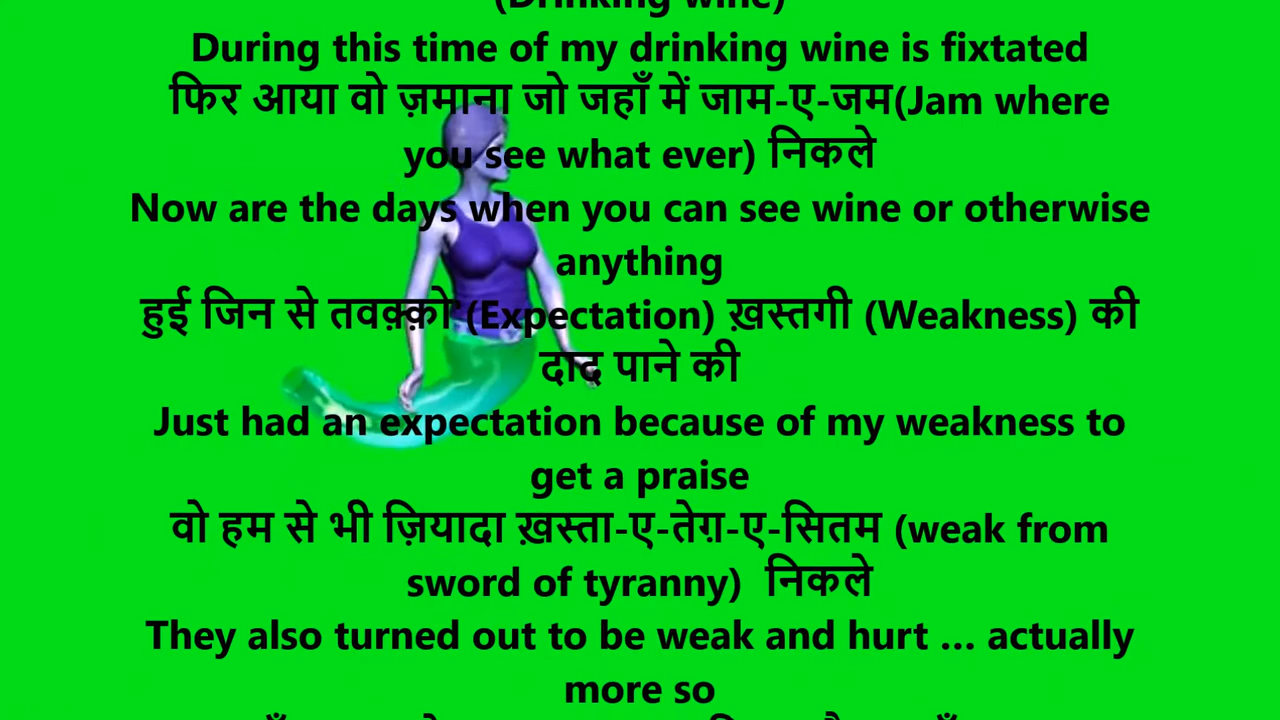 (Drinking wine)
During this time of my drinking wine is fixtated
फिर आया वो ज़माना जो जहाँ में जाम-ए-जम(Jam where
you see what ever) निकले
Now are the days when you can see wine or otherwise
anything
हुई जिन से तवक़्क़ो (Expectation) ख़स्तगी (Weakness) की
दाद पाने की
Just had an expectation because of my weakness to
get a praise
वो हम से भी ज़ियादा ख़स्ता-ए-तेग़-ए-सितम (weak from
sword of tyranny) निकले
They also turned out to be weak and hurt ... actually
more so